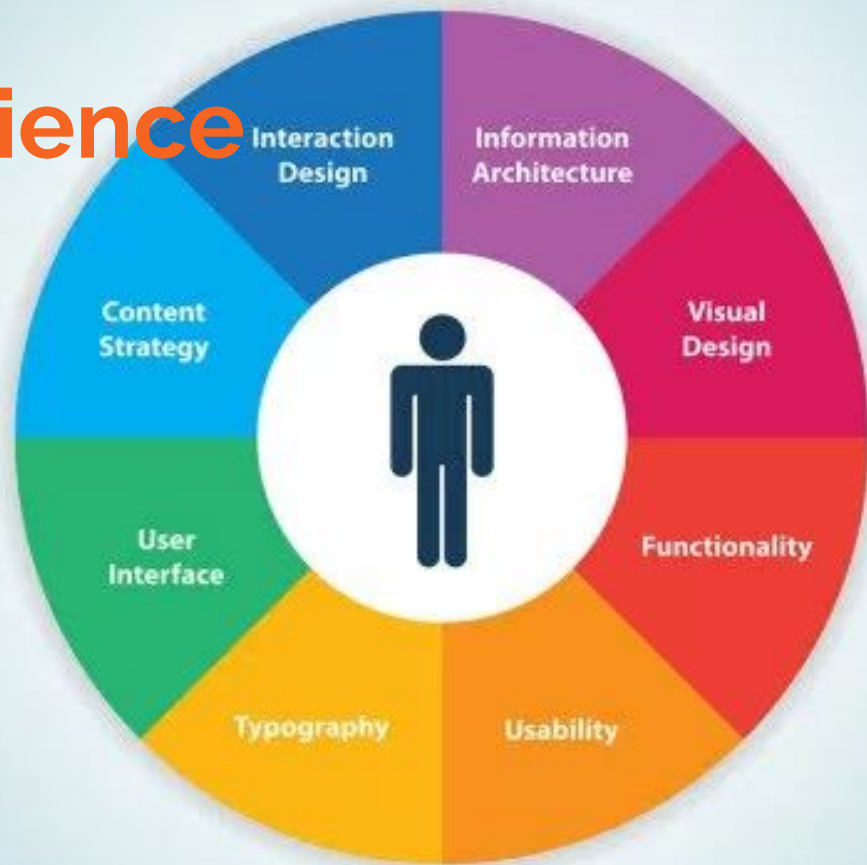 ience
Interaction
Design
Information
Architecture
Content
Strategy
Visual
Design
User
Interface
Functionality
Typography
Usability